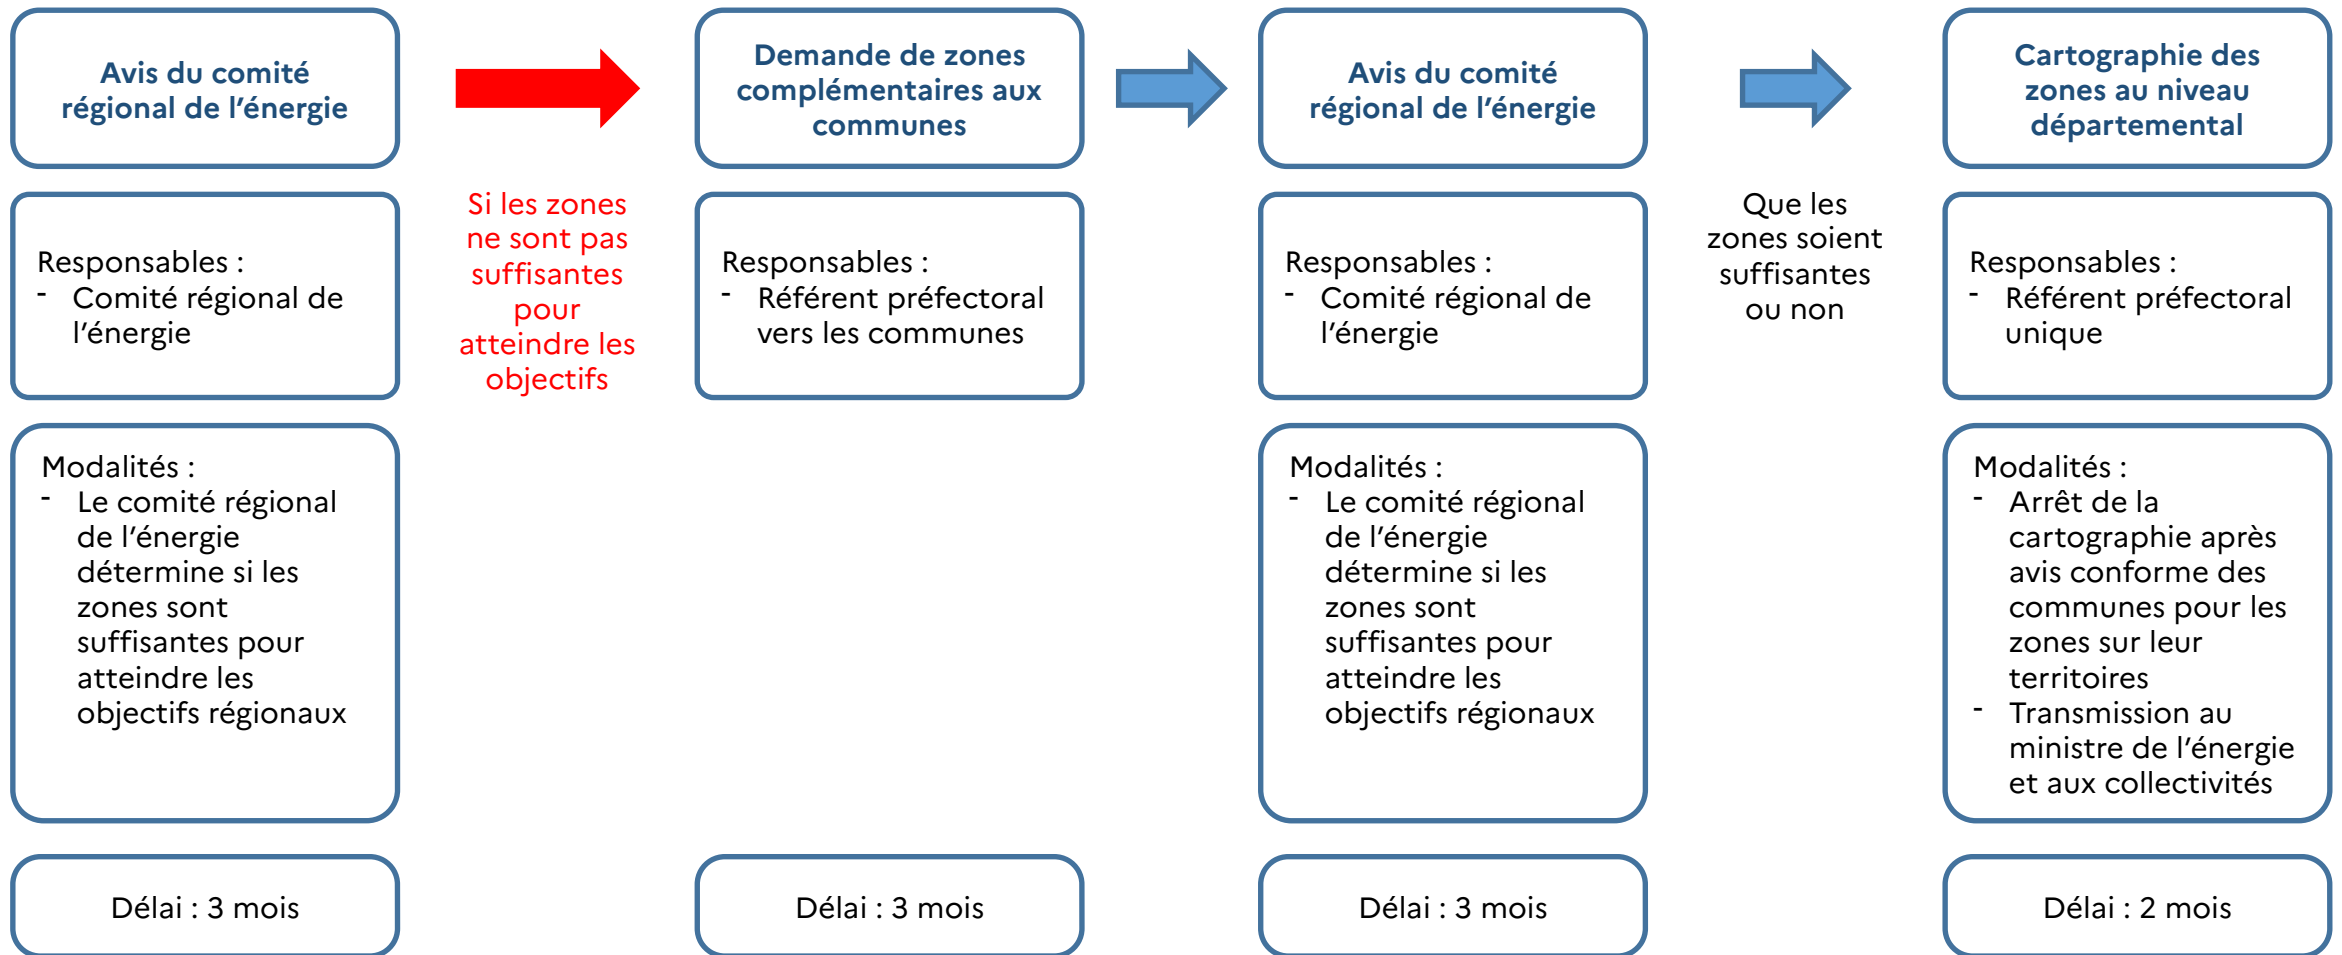 Avis du comité
régional de l'énergie
Demande de zones
complémentaires aux
communes
Avis du comité
régional de l'énergie
Cartographie des
zones au niveau
départemental
Responsables :
- Comité régional de
l'énergie
Si les zones
ne sont pas
suffisantes
pour
atteindre les
objectifs
Responsables :
- Référent préfectoral
vers les communes
Responsables :
- Comité régional de
l'énergie
Que les
zones soient
suffisantes
ou non
Responsables :
- Référent préfectoral
unique
Modalités :
- Le comité régional
de l'énergie
détermine si les
zones sont
suffisantes pour
atteindre les
objectifs régionaux
Modalités :
- Le comité régional
de l'énergie
détermine si les
zones sont
suffisantes pour
atteindre les
objectifs régionaux
Modalités :
- Arrêt de la
cartographie après
avis conforme des
communes pour les
zones sur leur
territoires
- Transmission au
ministre de l'énergie
et aux collectivités
Délai : 3 mois
Délai : 3 mois
Délai : 3 mois
Délai : 2 mois